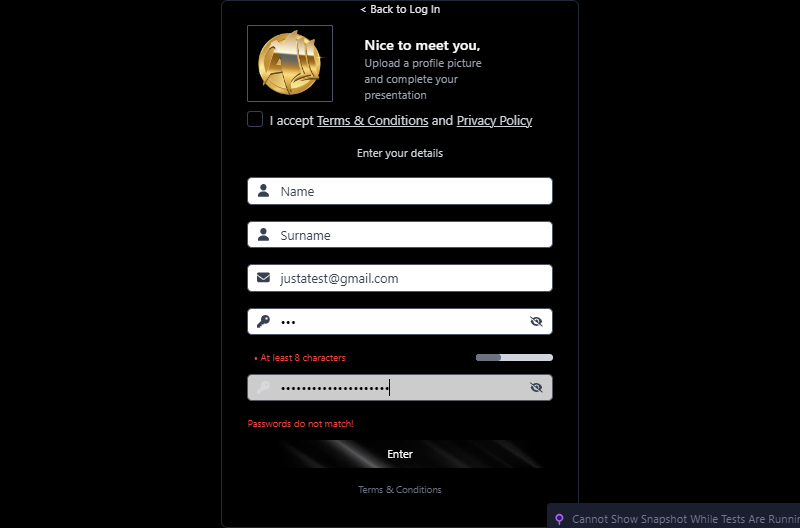 < Back to Log In
Nice to meet you,
Upload a profile picture
and complete your
presentation
I accept Terms & Conditions and Privacy Policy
Enter your details
Name
Surname
justatest@gmail.com
•••
• At least 8 characters
•••••••••••••••••••••
Passwords do not match!
Enter
Terms & Conditions
Cannot Show Snapshot While Tests Are Runnin